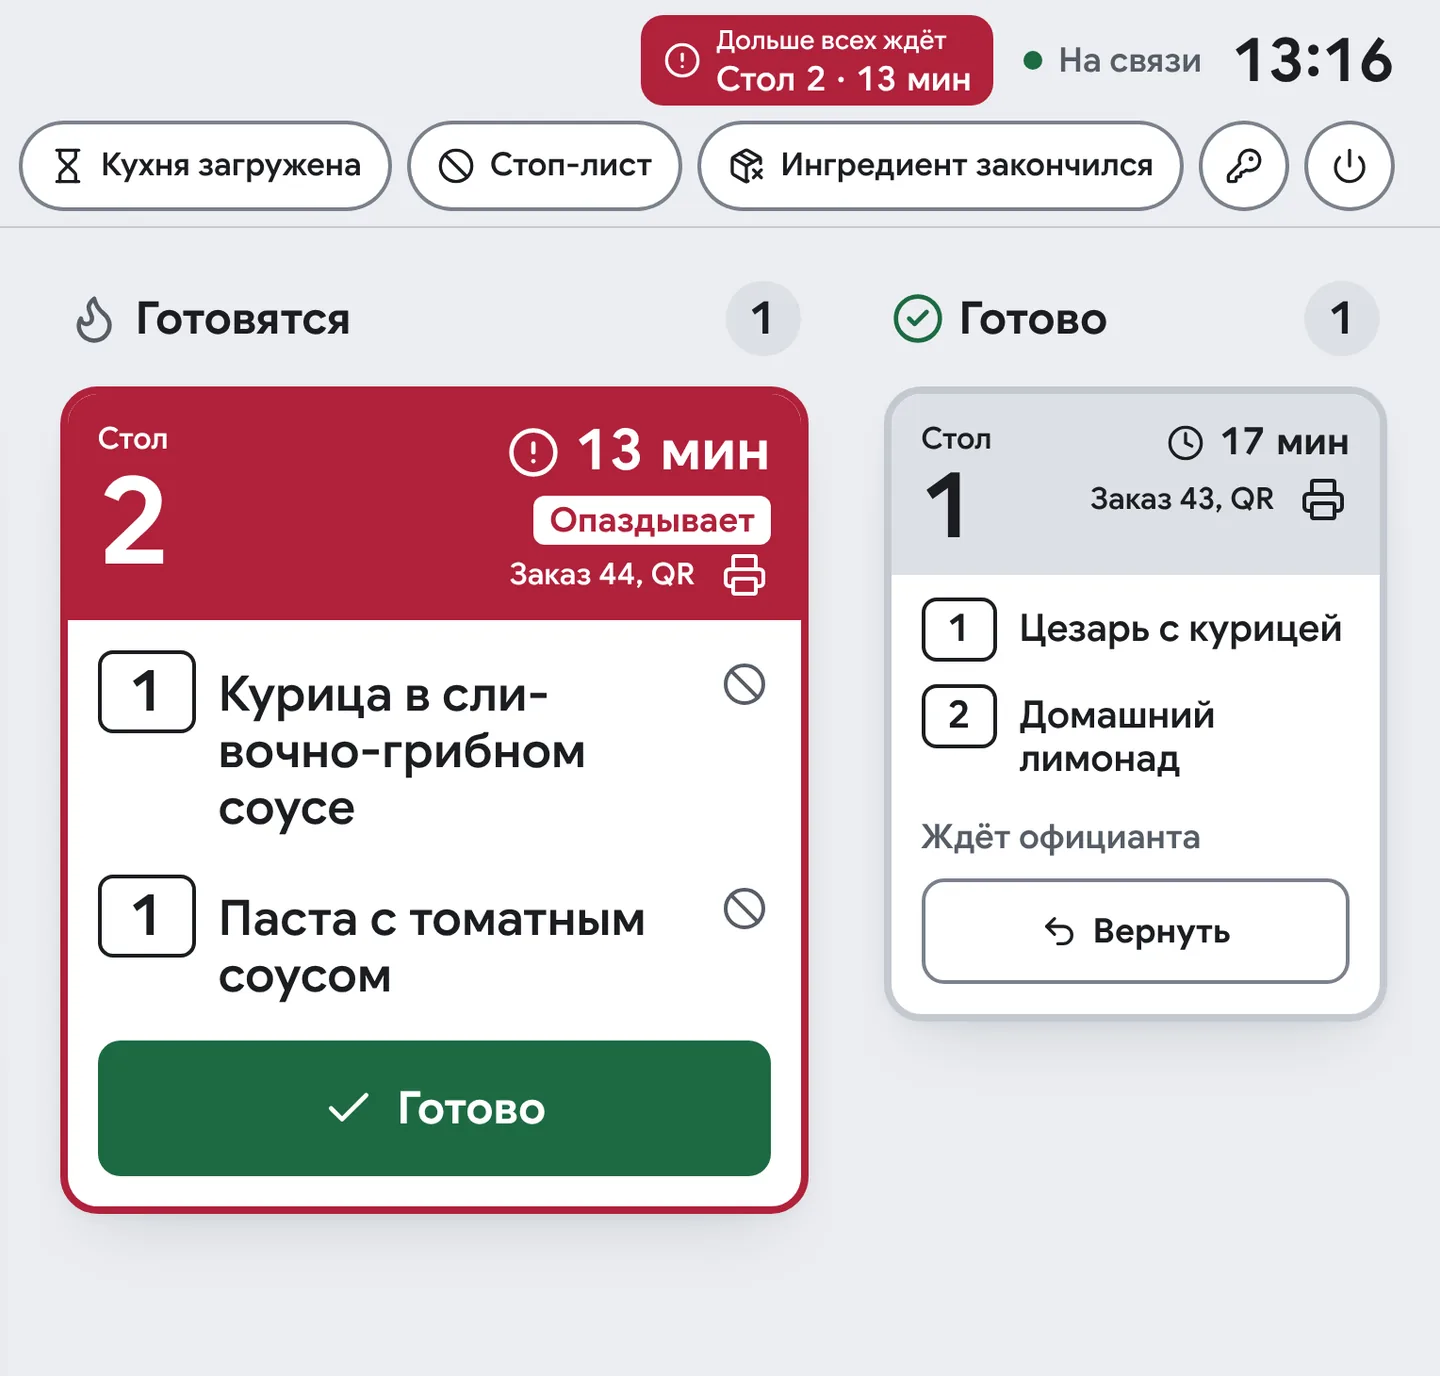 Дольше всех ждёт
Стол 2 · 13 мин
На связи
13:16
Кухня загружена
Стоп-лист
Ингредиент закончился
Готовятся
1
Стол
2
13 мин
Опаздывает
Заказ 44, QR
1
Курица в сли-
вочно-грибном
соусе
1
Паста с томатным
соусом
Готово
Готово
1
Стол
1
17 мин
Заказ 43, QR
1
Цезарь с курицей
2
Домашний
лимонад
Ждёт официанта
Вернуть